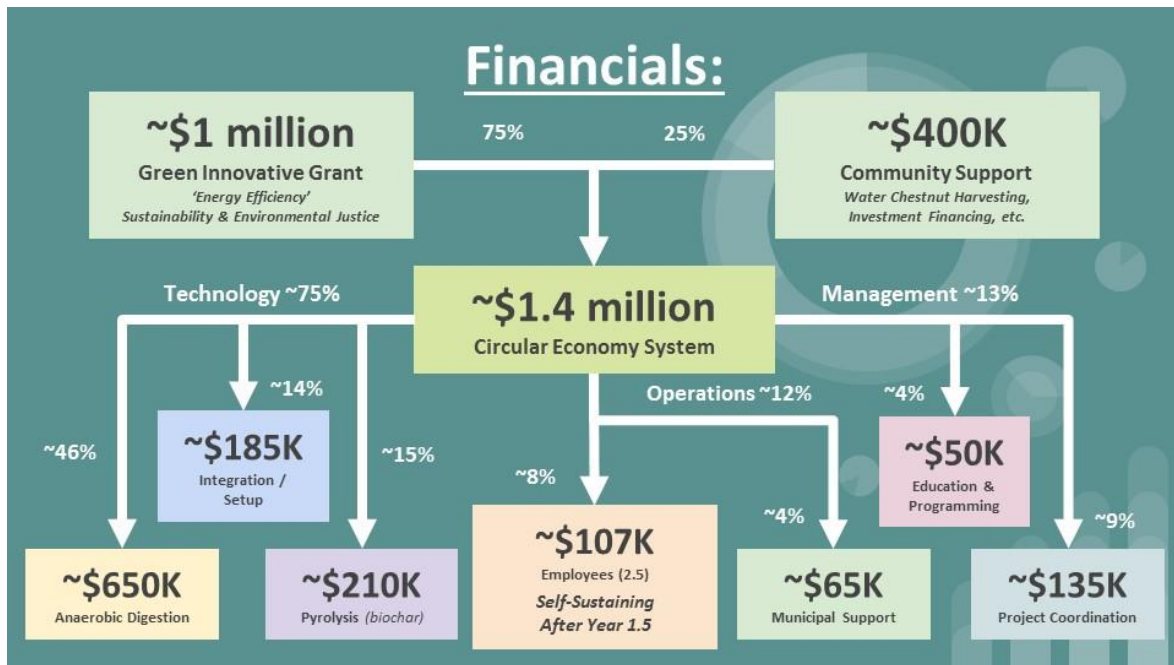 Financials:
~$1 million
Green Innovative Grant
‘Energy Efficiency’
Sustainability & Environmental Justice
75%
25%
~$400K
Community Support
Water Chestnut Harvesting,
Investment Financing, etc.
Technology ~75%
~$1.4 million
Circular Economy System
Management ~13%
~14%
Operations ~12%
~4%
~46%
~$185K
Integration /
Setup
~15%
~8%
~$50K
Education &
Programming
~4%
~9%
~$650K
Anaerobic Digestion
~$210K
Pyrolysis (biochar)
~$107K
Employees (2.5)
Self-Sustaining
After Year 1.5
~$65K
Municipal Support
~$135K
Project Coordination